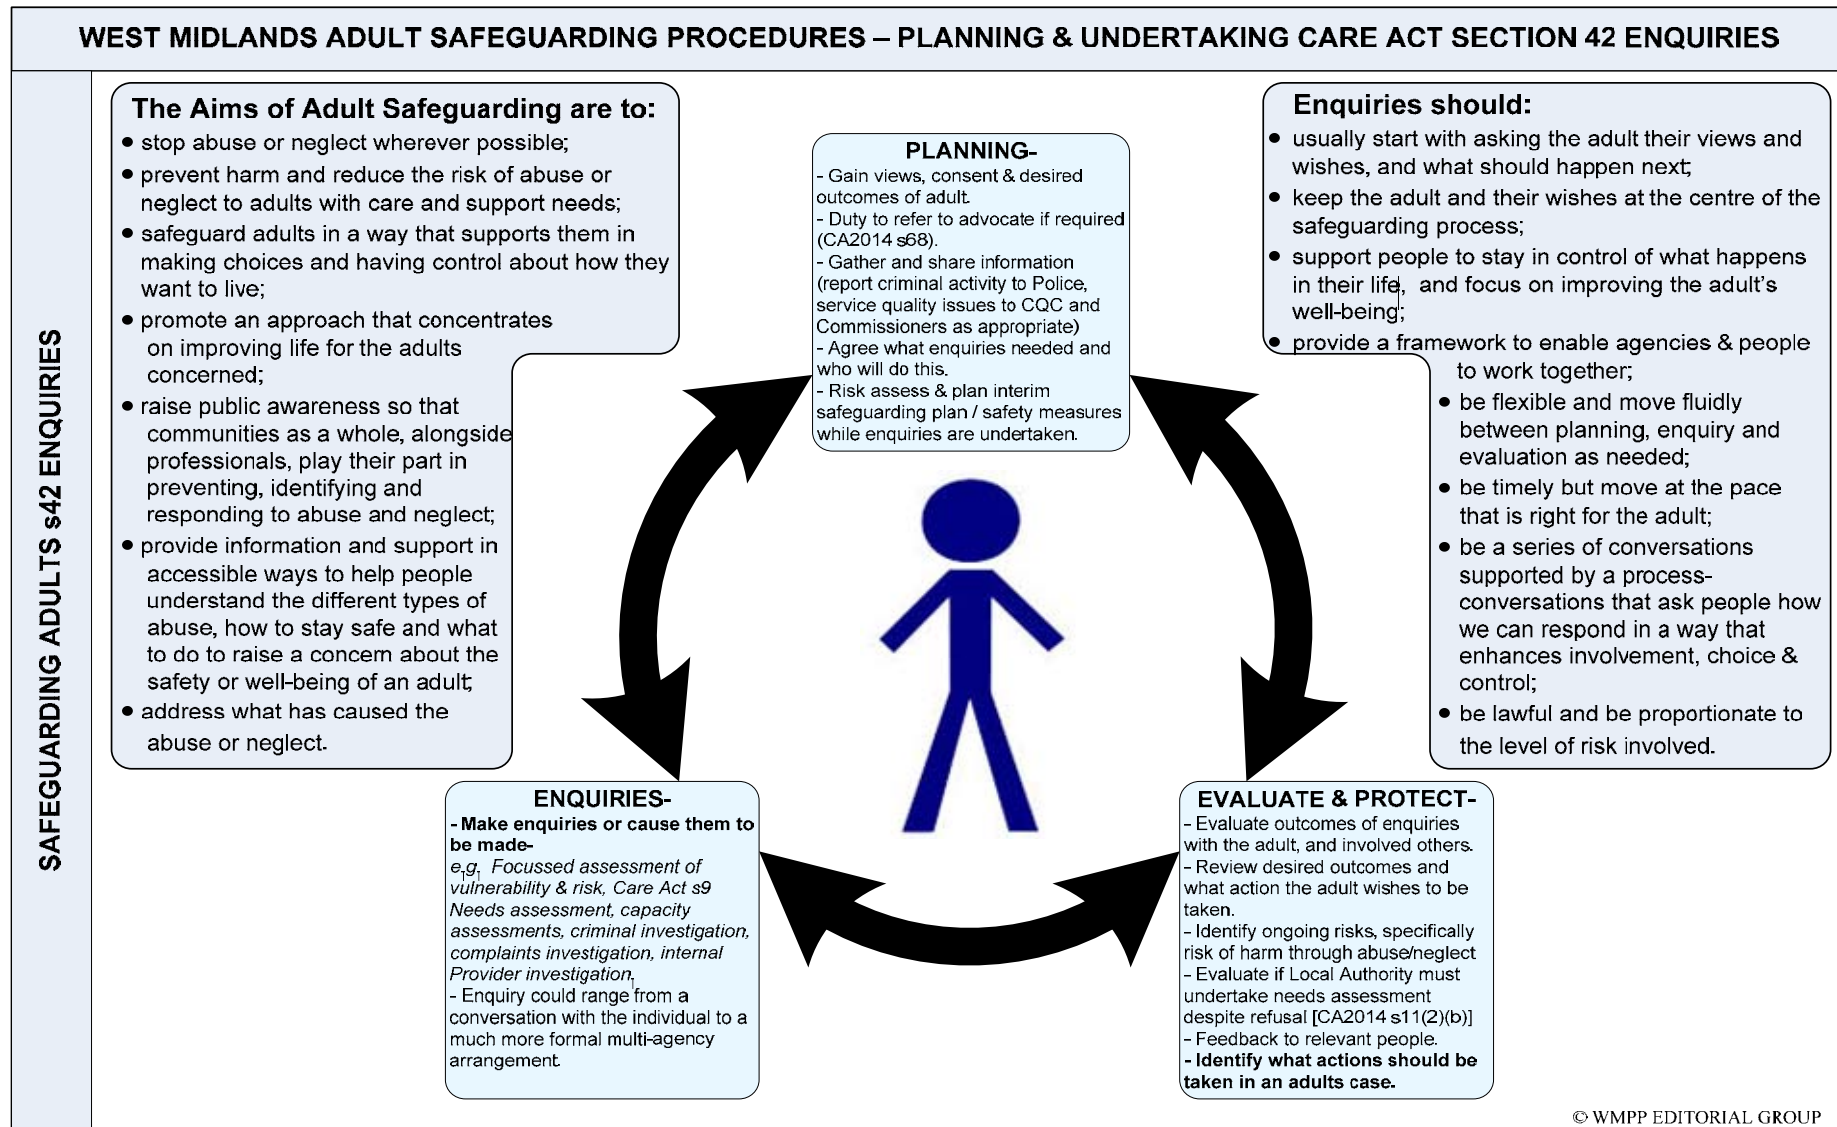 WEST MIDLANDS ADULT SAFEGUARDING PROCEDURES – PLANNING & UNDERTAKING CARE ACT SECTION 42 ENQUIRIES
SAFEGUARDING ADULTS s42 ENQUIRIES
The Aims of Adult Safeguarding are to:
● stop abuse or neglect wherever possible;
● prevent harm and reduce the risk of abuse or
neglect to adults with care and support needs;
● safeguard adults in a way that supports them in
making choices and having control about how they
want to live;
● promote an approach that concentrates
on improving life for the adults
concerned;
● raise public awareness so that
communities as a whole, alongside
professionals, play their part in
preventing, identifying and
responding to abuse and neglect;
● provide information and support in
accessible ways to help people
understand the different types of
abuse, how to stay safe and what
to do to raise a concern about the
safety or well-being of an adult;
● address what has caused the
abuse or neglect.
PLANNING-
- Gain views, consent & desired
outcomes of adult.
- Duty to refer to advocate if required
(CA2014 s68).
- Gather and share information
(report criminal activity to Police,
service quality issues to CQC and
Commissioners as appropriate)
- Agree what enquiries needed and
who will do this.
- Risk assess & plan interim
safeguarding plan / safety measures
while enquiries are undertaken.
Enquiries should:
● usually start with asking the adult their views and
wishes, and what should happen next;
● keep the adult and their wishes at the centre of the
safeguarding process;
● support people to stay in control of what happens
in their life, and focus on improving the adult's
well-being;
● provide a framework to enable agencies & people
to work together;
● be flexible and move fluidly
between planning, enquiry and
evaluation as needed;
● be timely but move at the pace
that is right for the adult;
● be a series of conversations
supported by a process-
conversations that ask people how
we can respond in a way that
enhances involvement, choice &
control;
● be lawful and be proportionate to
the level of risk involved.
ENQUIRIES-
- Make enquiries or cause them to
be made-
e.g. Focussed assessment of
vulnerability & risk, Care Act s9
Needs assessment, capacity
assessments, criminal investigation,
complaints investigation, internal
Provider investigation.
- Enquiry could range from a
conversation with the individual to a
much more formal multi-agency
arrangement.
EVALUATE & PROTECT-
- Evaluate outcomes of enquiries
with the adult, and involved others.
- Review desired outcomes and
what action the adult wishes to be
taken.
- Identify ongoing risks, specifically
risk of harm through abuse/neglect
- Evaluate if Local Authority must
undertake needs assessment
despite refusal [CA2014 s11(2)(b)]
- Feedback to relevant people.
- Identify what actions should be
taken in an adults case.
© WMPP EDITORIAL GROUP